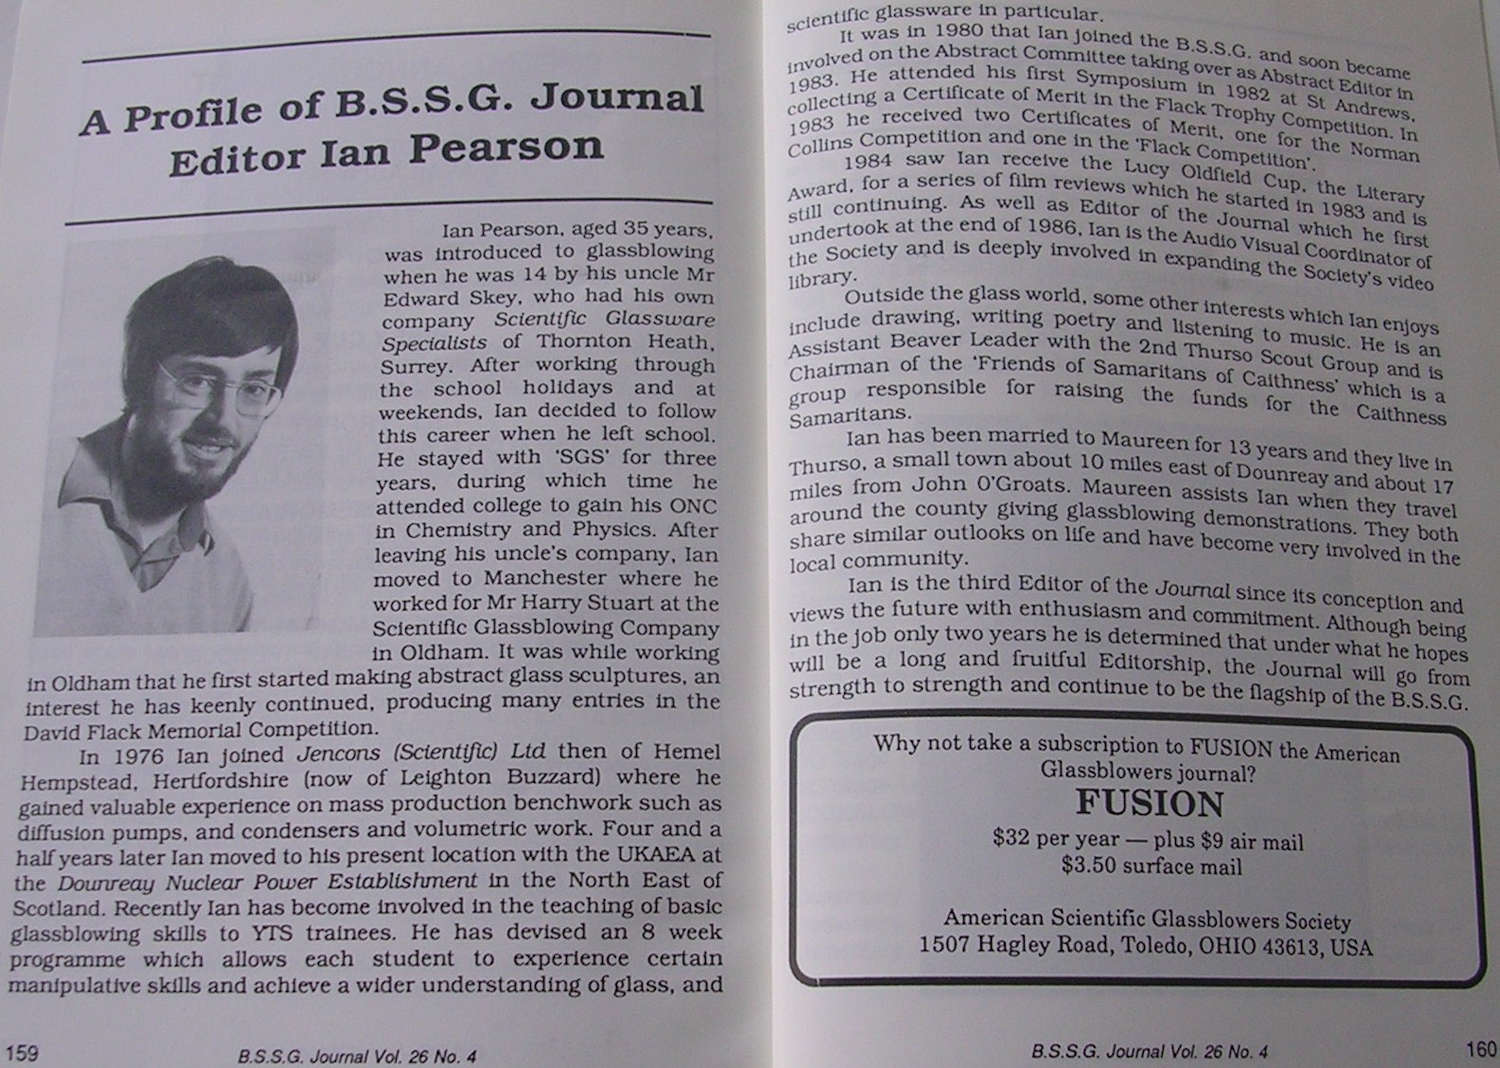 A Profile of B.S.S.G. Journal
Editor Ian Pearson
Ian Pearson, aged 35 years,
was introduced to glassblowing
when he was 14 by his uncle Mr
Edward Skey, who had his own
company Scientific Glassware
Specialists of Thornton Heath,
Surrey. After working through
the school holidays and at
weekends, Ian decided to follow
this career when he left school.
He stayed with 'SGS' for three
years, during which time he
attended college to gain his ONC
in Chemistry and Physics. After
leaving his uncle's company, Ian
moved to Manchester where he
worked for Mr Harry Stuart at the
Scientific Glassblowing Company
in Oldham. It was while working
in Oldham that he first started making abstract glass sculptures, an
interest he has keenly continued, producing many entries in the
David Flack Memorial Competition.
In 1976 Ian joined Jencons (Scientific) Ltd then of Hemel
Hempstead, Hertfordshire (now of Leighton Buzzard) where he
gained valuable experience on mass production benchwork such as
diffusion pumps, and condensers and volumetric work. Four and a
half years later Ian moved to his present location with the UKAEA at
the Dounreay Nuclear Power Establishment in the North East of
Scotland. Recently Ian has become involved in the teaching of basic
glassblowing skills to YTS trainees. He has devised an 8 week
programme which allows each student to experience certain
manipulative skills and achieve a wider understanding of glass, and
159
B.S.S.G. Journal Vol. 26 No. 4
scientific glassware in particular.
It was in 1980 that Ian joined the B.S.S.G. and soon became
involved on the Abstract Committee taking over as Abstract Editor in
1983. He attended his first Symposium in 1982 at St Andrews,
collecting a Certificate of Merit in the Flack Trophy Competition. In
1983 he received two Certificates of Merit, one for the Norman
Collins Competition and one in the 'Flack Competition'.
1984 saw Ian receive the Lucy Oldfield Cup, the Literary
Award, for a series of film reviews which he started in 1983 and is
still continuing. As well as Editor of the Journal which he first
undertook at the end of 1986, Ian is the Audio Visual Coordinator of
the Society and is deeply involved in expanding the Society's video
library.
Outside the glass world, some other interests which Ian enjoys
include drawing, writing poetry and listening to music. He is an
Assistant Beaver Leader with the 2nd Thurso Scout Group and is
Chairman of the 'Friends of Samaritans of Caithness' which is a
group responsible for raising the funds for the Caithness
Samaritans.
Ian has been married to Maureen for 13 years and they live in
Thurso, a small town about 10 miles east of Dounreay and about 17
miles from John O'Groats. Maureen assists Ian when they travel
around the county giving glassblowing demonstrations. They both
share similar outlooks on life and have become very involved in the
local community.
Ian is the third Editor of the Journal since its conception and
views the future with enthusiasm and commitment. Although being
in the job only two years he is determined that under what he hopes
will be a long and fruitful Editorship, the Journal will go from
strength to strength and continue to be the flagship of the B.S.S.G.
Why not take a subscription to FUSION the American
Glassblowers journal?
FUSION
$32 per year — plus $9 air mail
$3.50 surface mail
American Scientific Glassblowers Society
1507 Hagley Road, Toledo, OHIO 43613, USA
B.S.S.G. Journal Vol. 26 No. 4
160